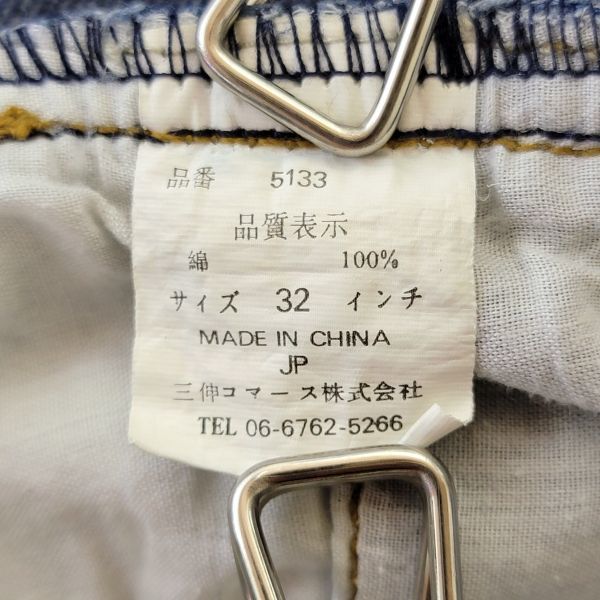 品番 5133
品質表示
綿 100%
サイズ 32 インチ
MADE IN CHINA
JP
三伸コマース株式会社
TEL 06-6762-5266